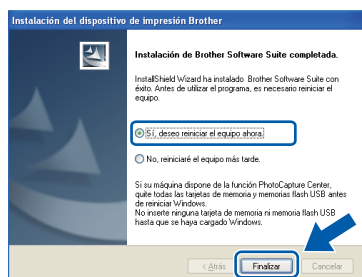 Instalación del dispositivo de impresión Brother
Instalación de Brother Software Suite completada.
InstallShield Wizard ha instalado Brother Software Suite con
éxito. Antes de utilizar el programa, es necesario reiniciar el
equipo.
Sí, deseo reiniciar el equipo ahora.
No, reiniciaré el equipo más tarde.
Si su máquina dispone de la función PhotoCapture Center,
quite todas las tarjetas de memoria y memorias flash USB antes
de reiniciar Windows.
No inserte ninguna tarjeta de memoria ni memoria flash USB
hasta que se haya cargado Windows.
< Atrás Finalizar Cancelar